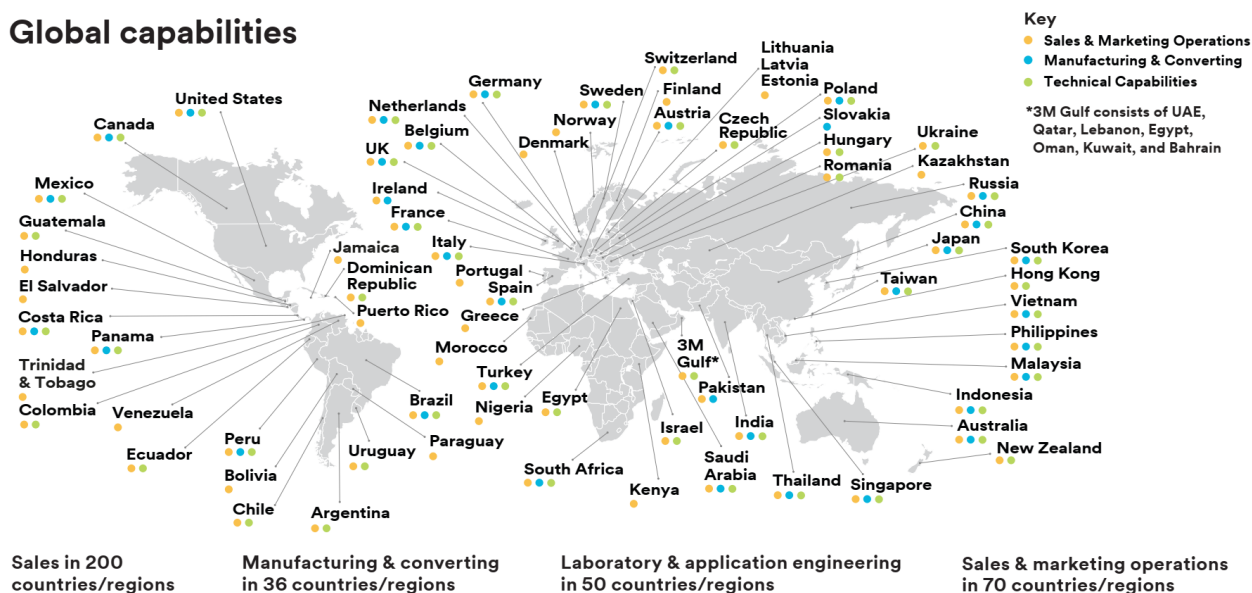 Global capabilities
Key
Sales & Marketing Operations
Manufacturing & Converting
Technical Capabilities
*3M Gulf consists of UAE,
Qatar, Lebanon, Egypt,
Oman, Kuwait, and Bahrain
United States
Canada
Mexico
Guatemala
Honduras
El Salvador
Costa Rica
Panama
Trinidad
& Tobago
Colombia
Venezuela
Ecuador
Jamaica
Dominican
Republic
Puerto Rico
Peru
Bolivia
Chile
Argentina
Brazil
Uruguay
Paraguay
Germany
Netherlands
Belgium
UK
Ireland
France
Italy
Portugal
Spain
Greece
Morocco
Turkey
Nigeria
Egypt
South Africa
Kenya
Israel
Saudi
Arabia
3M
Gulf*
Pakistan
India
Thailand
Singapore
Switzerland
Sweden
Finland
Norway
Denmark
Austria
Lithuania
Latvia
Estonia
Czech
Republic
Poland
Slovakia
Hungary
Romania
Ukraine
Kazakhstan
Russia
China
Japan
Taiwan
South Korea
Hong Kong
Vietnam
Philippines
Malaysia
Indonesia
Australia
New Zealand
Sales in 200
countries/regions
Manufacturing & converting
in 36 countries/regions
Laboratory & application engineering
in 50 countries/regions
Sales & marketing operations
in 70 countries/regions